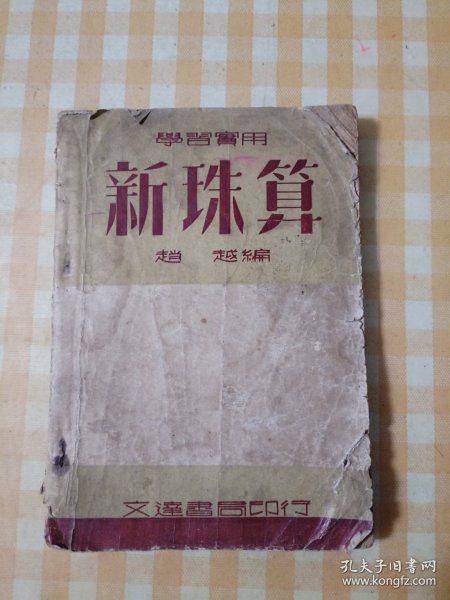 學習實用
新珠算
趙 越編
文達書局印行
孔夫子旧书网
www.kongfz.com